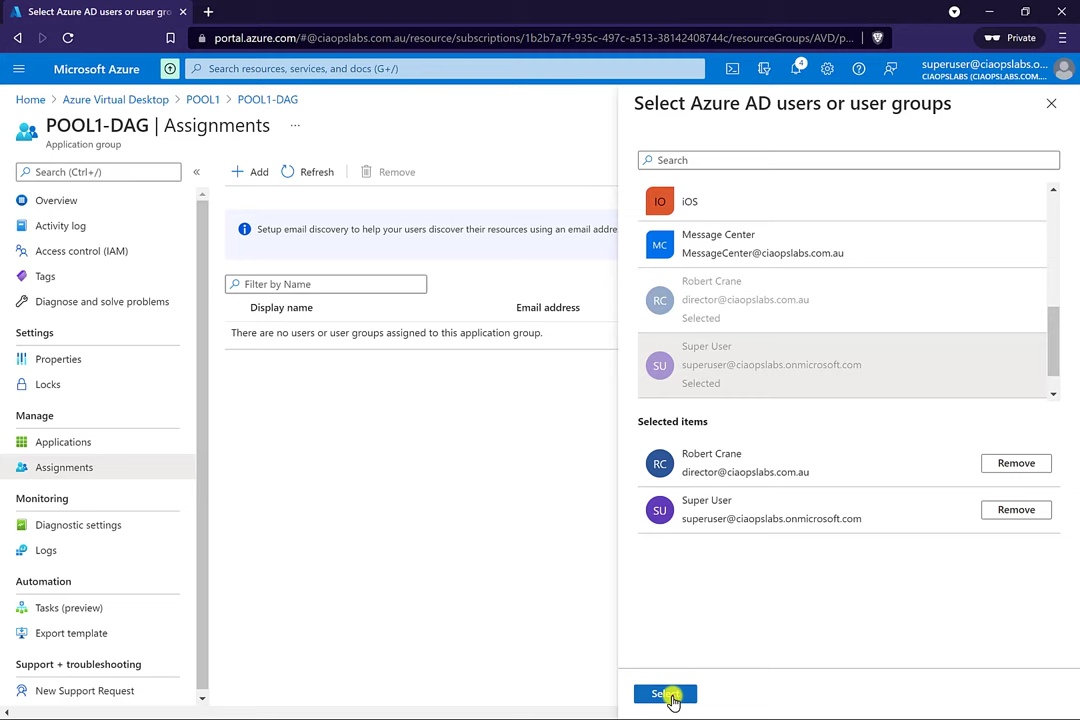 Select Azure AD users or user gro
portal.azure.com/#@ciaopslabs.com.au/resource/subscriptions/1b2b7a7f-935c-497c-a513-38142408744c/resourceGroups/AVD/p...
Private
Microsoft Azure
Search resources, services, and docs (G+/)
4
superuser@ciaopslabs.o...
CIAOPSLABS (CIAOPSLABS.COM....
Home > Azure Virtual Desktop > POOL1 > POOL1-DAG
POOL1-DAG | Assignments ...
Application group
Search (Ctrl+/)
«
Overview
Activity log
Access control (IAM)
Tags
Diagnose and solve problems
Settings
Properties
Locks
Manage
Applications
Assignments
Monitoring
Diagnostic settings
Logs
Automation
Tasks (preview)
Export template
Support + troubleshooting
New Support Request
Add
Refresh
Remove
Setup email discovery to help your users discover their resources using an email addre
Filter by Name
Display name
Email address
There are no users or user groups assigned to this application group.
Select Azure AD users or user groups
Search
IO
iOS
MC
Message Center
MessageCenter@ciaopslabs.com.au
RC
Robert Crane
director@ciaopslabs.com.au
Selected
SU
Super User
superuser@ciaopslabs.onmicrosoft.com
Selected
Selected items
RC
Robert Crane
director@ciaopslabs.com.au
Remove
SU
Super User
superuser@ciaopslabs.onmicrosoft.com
Remove
Select